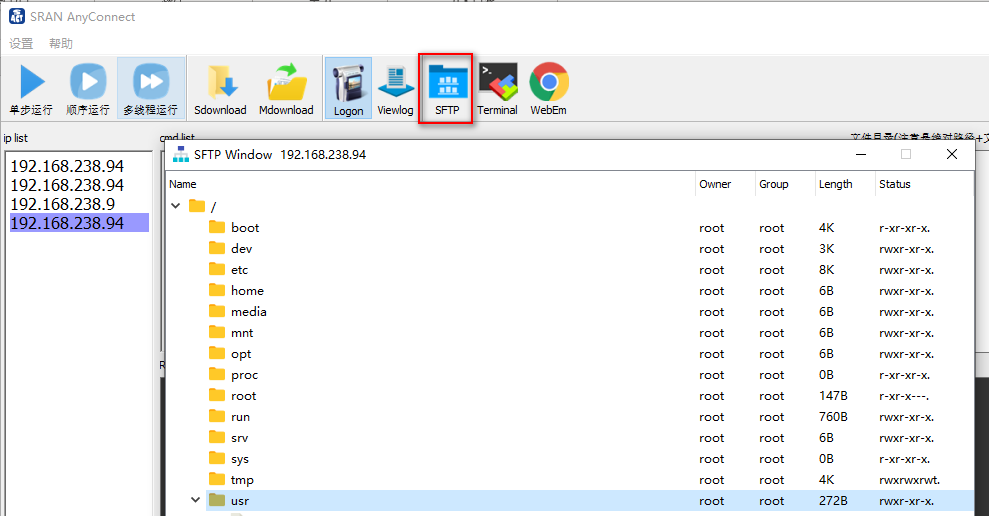 SRAN AnyConnect
设置 帮助
单步运行 顺序运行 多线程运行 Sdownload Mdownload Logon Viewlog SFTP Terminal WebEm
ip list cmd list 文件目录(注意是绝对路径+文
192.168.238.94
192.168.238.94
192.168.238.9
192.168.238.94
SFTP Window 192.168.238.94
Name Owner Group Length Status
/
boot root root 4K r-xr-xr-x.
dev root root 3K rwxr-xr-x.
etc root root 8K rwxr-xr-x.
home root root 6B rwxr-xr-x.
media root root 6B rwxr-xr-x.
mnt root root 6B rwxr-xr-x.
opt root root 6B rwxr-xr-x.
proc root root 0B r-xr-xr-x.
root root root 147B r-xr-x---.
run root root 760B rwxr-xr-x.
srv root root 6B rwxr-xr-x.
sys root root 0B r-xr-xr-x.
tmp root root 4K rwxrwxrwt.
usr root root 272B rwxr-xr-x.